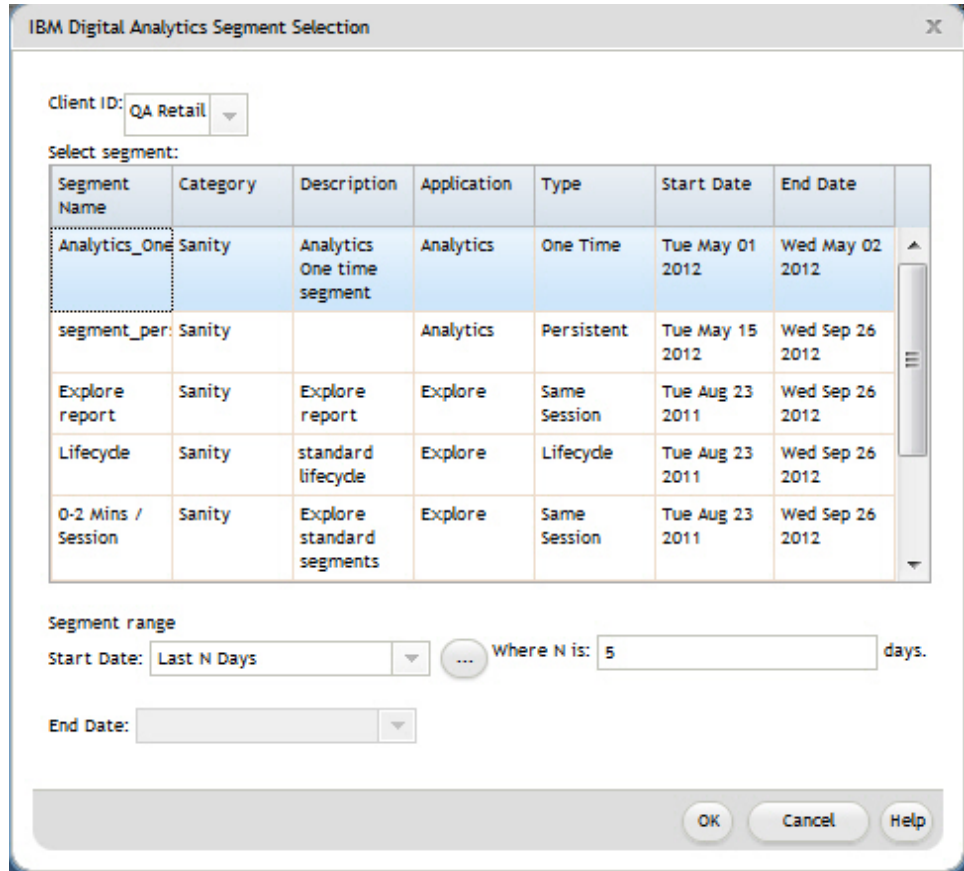 IBM Digital Analytics Segment Selection X
Client ID: QA Retail
Select segment:
Segment Name Category Description Application Type Start Date End Date
Analytics_One Sanity Analytics One time segment Analytics One Time Tue May 01 2012 Wed May 02 2012
segment_pers Sanity Analytics Persistent Tue May 15 2012 Wed Sep 26 2012
Explore report Sanity Explore report Explore Same Session Tue Aug 23 2011 Wed Sep 26 2012
Lifecycle Sanity standard lifecycle Explore Lifecycle Tue Aug 23 2011 Wed Sep 26 2012
0-2 Mins / Session Sanity Explore standard segments Explore Same Session Tue Aug 23 2011 Wed Sep 26 2012
Segment range
Start Date: Last N Days ... Where N is: 5 days.
End Date:
OK Cancel Help